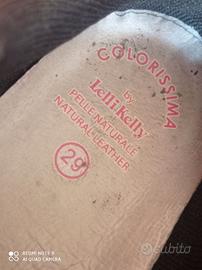 COLORISSIMA
by
Lelli Kelly
PELLE NATURALE
NATURAL LEATHER
29
REDMI NOTE 9
AI QUAD CAMERA
subito